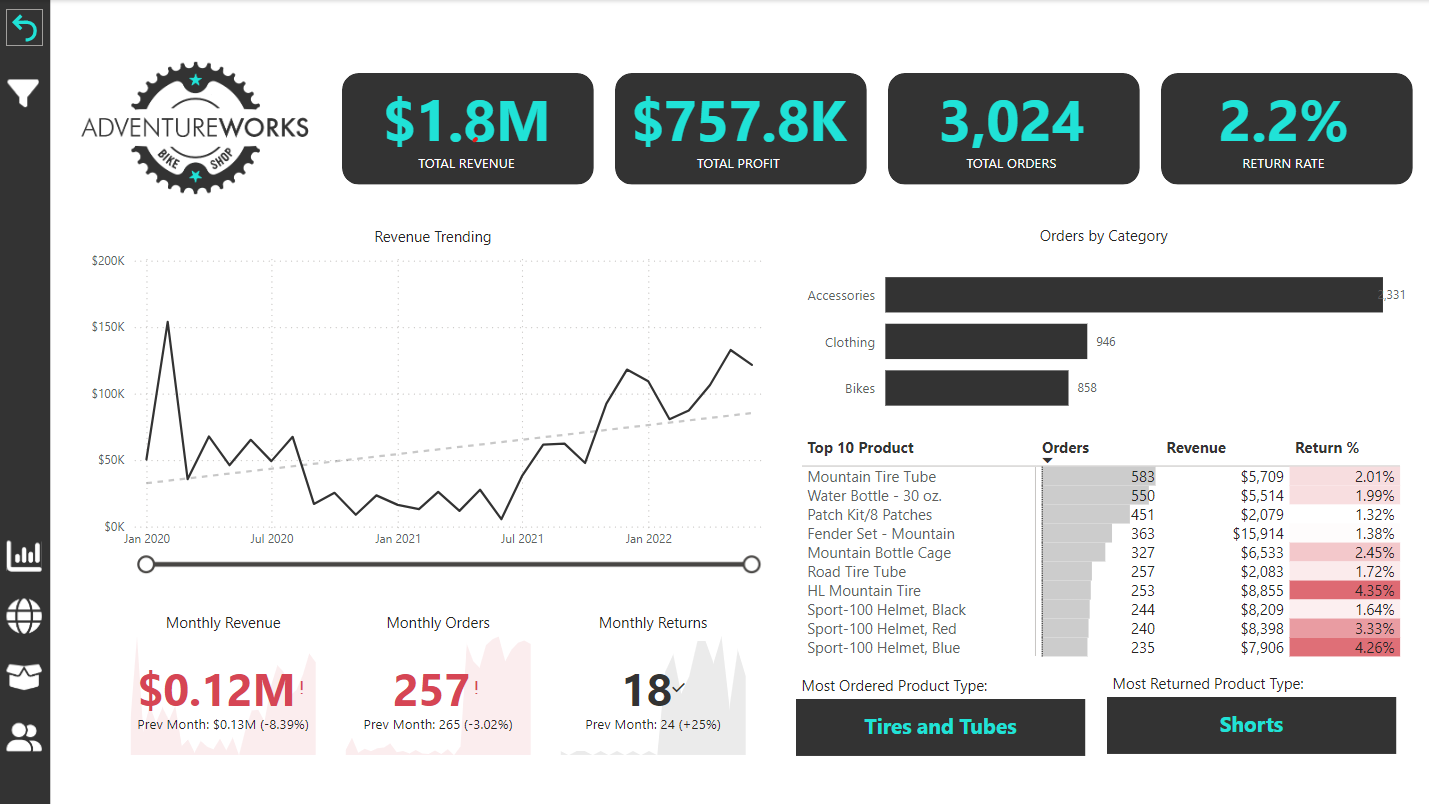 ADVENTUREWORKS
BIKE SHOP
$1.8M
TOTAL REVENUE
$757.8K
TOTAL PROFIT
3,024
TOTAL ORDERS
2.2%
RETURN RATE
Revenue Trending
$200K
$150K
$100K
$50K
$0K
Jan 2020 Jul 2020 Jan 2021 Jul 2021 Jan 2022
Orders by Category
Accessories 2,331
Clothing 946
Bikes 858
Top 10 Product Orders Revenue Return %
Mountain Tire Tube 583 $5,709 2.01%
Water Bottle - 30 oz. 550 $5,514 1.99%
Patch Kit/8 Patches 451 $2,079 1.32%
Fender Set - Mountain 363 $15,914 1.38%
Mountain Bottle Cage 327 $6,533 2.45%
Road Tire Tube 257 $2,083 1.72%
HL Mountain Tire 253 $8,855 4.35%
Sport-100 Helmet, Black 244 $8,209 1.64%
Sport-100 Helmet, Red 240 $8,398 3.33%
Sport-100 Helmet, Blue 235 $7,906 4.26%
Monthly Revenue
$0.12M!
Prev Month: $0.13M (-8.39%)
Monthly Orders
257!
Prev Month: 265 (-3.02%)
Monthly Returns
18✓
Prev Month: 24 (+25%)
Most Ordered Product Type:
Tires and Tubes
Most Returned Product Type:
Shorts